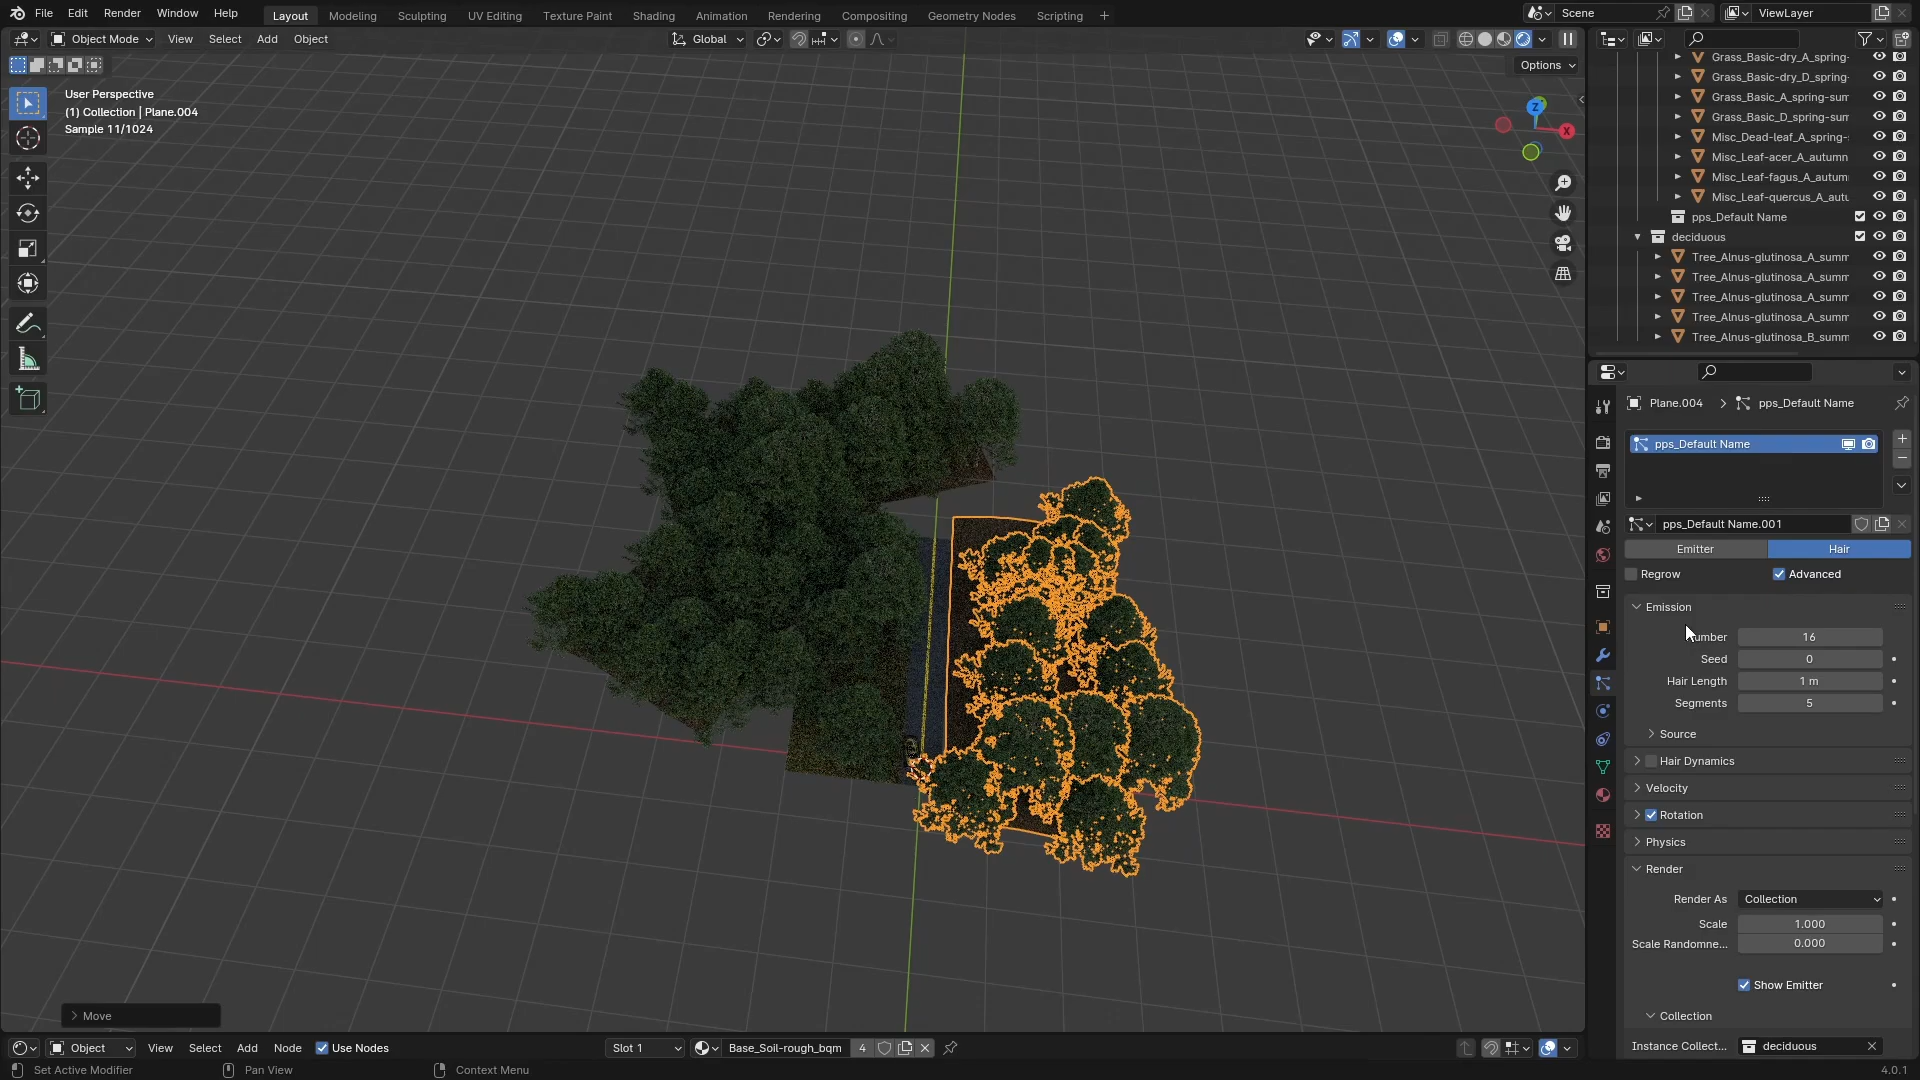 File Edit Render Window Help
Layout Modeling Sculpting UV Editing Texture Paint Shading Animation Rendering Compositing Geometry Nodes Scripting +
Scene
ViewLayer
Object Mode View Select Add Object
Global
Options
User Perspective
(1) Collection | Plane.004
Sample 11/1024
Z
X
Grass_Basic-dry_A_spring-
Grass_Basic-dry_D_spring-
Grass_Basic_A_spring-sum
Grass_Basic_D_spring-sum
Misc_Dead-leaf_A_spring-
Misc_Leaf-acer_A_autumn
Misc_Leaf-fagus_A_autum
Misc_Leaf-quercus_A_autu
pps_Default Name
deciduous
Tree_Alnus-glutinosa_A_summ
Tree_Alnus-glutinosa_A_summ
Tree_Alnus-glutinosa_A_summ
Tree_Alnus-glutinosa_A_summ
Tree_Alnus-glutinosa_B_summ
Plane.004 > pps_Default Name
pps_Default Name
pps_Default Name.001
Emitter Hair
Regrow Advanced
Emission
umber 16
Seed 0
Hair Length 1 m
Segments 5
Source
Hair Dynamics
Velocity
Rotation
Physics
Render
Render As Collection
Scale 1.000
Scale Randomne... 0.000
Show Emitter
Collection
Instance Collect... deciduous
Move
Object View Select Add Node Use Nodes
Slot 1
Base_Soil-rough_bqm 4
Set Active Modifier Pan View Context Menu
4.0.1